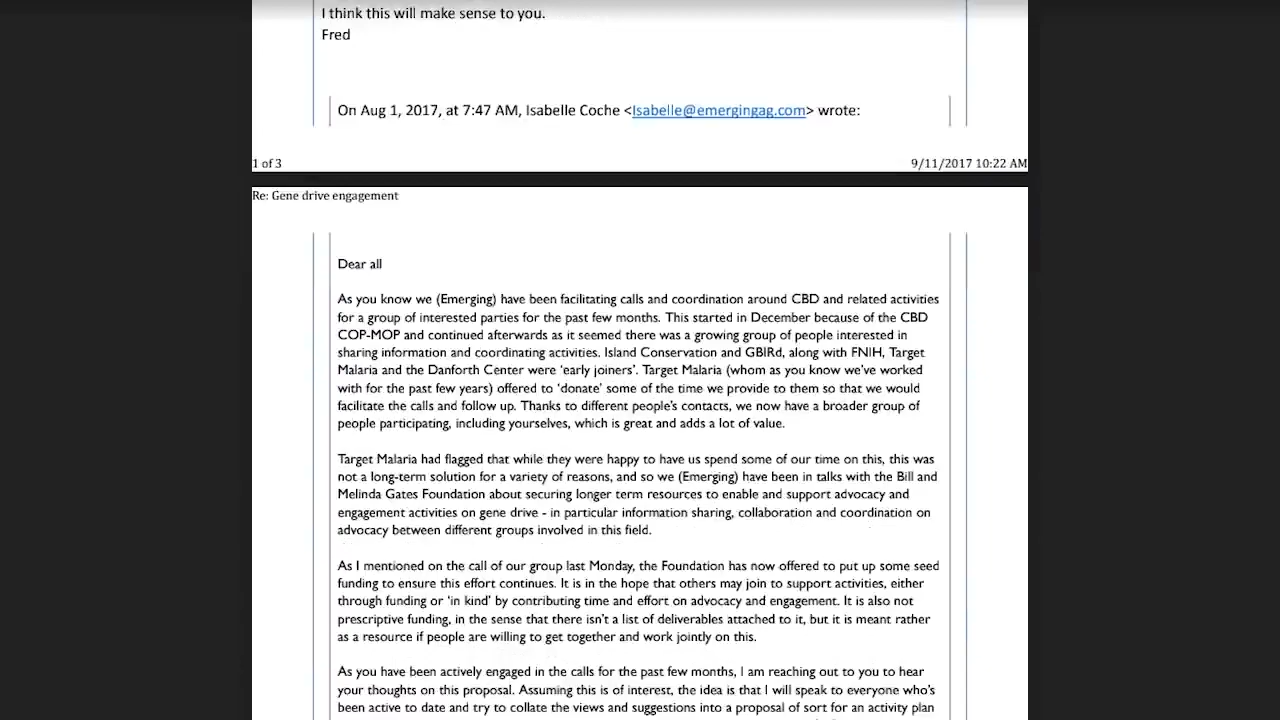 I think this will make sense to you.
Fred
On Aug 1, 2017, at 7:47 AM, Isabelle Coche <Isabelle@emergingag.com> wrote:
1 of 3
9/11/2017 10:22 AM
Re: Gene drive engagement
Dear all
As you know we (Emerging) have been facilitating calls and coordination around CBD and related activities
for a group of interested parties for the past few months. This started in December because of the CBD
COP-MOP and continued afterwards as it seemed there was a growing group of people interested in
sharing information and coordinating activities. Island Conservation and GBIRd, along with FNIH, Target
Malaria and the Danforth Center were ‘early joiners’. Target Malaria (whom as you know we’ve worked
with for the past few years) offered to ‘donate’ some of the time we provide to them so that we would
facilitate the calls and follow up. Thanks to different people’s contacts, we now have a broader group of
people participating, including yourselves, which is great and adds a lot of value.
Target Malaria had flagged that while they were happy to have us spend some of our time on this, this was
not a long-term solution for a variety of reasons, and so we (Emerging) have been in talks with the Bill and
Melinda Gates Foundation about securing longer term resources to enable and support advocacy and
engagement activities on gene drive - in particular information sharing, collaboration and coordination on
advocacy between different groups involved in this field.
As I mentioned on the call of our group last Monday, the Foundation has now offered to put up some seed
funding to ensure this effort continues. It is in the hope that others may join to support activities, either
through funding or ‘in kind’ by contributing time and effort on advocacy and engagement. It is also not
prescriptive funding, in the sense that there isn’t a list of deliverables attached to it, but it is meant rather
as a resource if people are willing to get together and work jointly on this.
As you have been actively engaged in the calls for the past few months, I am reaching out to you to hear
your thoughts on this proposal. Assuming this is of interest, the idea is that I will speak to everyone who’s
been active to date and try to collate the views and suggestions into a proposal of sort for an activity plan